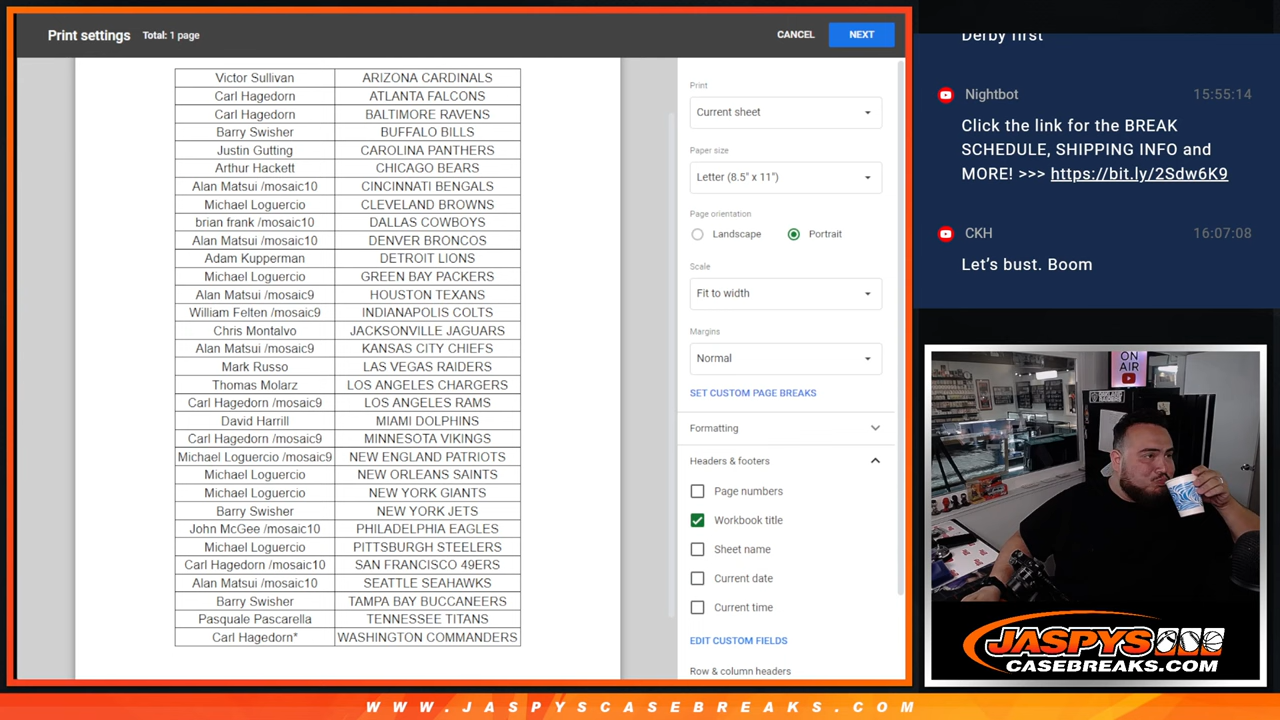 Print settings Total: 1 page CANCEL NEXT
Victor Sullivan ARIZONA CARDINALS
Carl Hagedorn ATLANTA FALCONS
Carl Hagedorn BALTIMORE RAVENS
Barry Swisher BUFFALO BILLS
Justin Gutting CAROLINA PANTHERS
Arthur Hackett CHICAGO BEARS
Alan Matsui /mosaic10 CINCINNATI BENGALS
Michael Loguercio CLEVELAND BROWNS
brian frank /mosaic10 DALLAS COWBOYS
Alan Matsui /mosaic10 DENVER BRONCOS
Adam Kupperman DETROIT LIONS
Michael Loguercio GREEN BAY PACKERS
Alan Matsui /mosaic9 HOUSTON TEXANS
William Felten /mosaic9 INDIANAPOLIS COLTS
Chris Montalvo JACKSONVILLE JAGUARS
Alan Matsui /mosaic9 KANSAS CITY CHIEFS
Mark Russo LAS VEGAS RAIDERS
Thomas Molarz LOS ANGELES CHARGERS
Carl Hagedorn /mosaic9 LOS ANGELES RAMS
David Harrill MIAMI DOLPHINS
Carl Hagedorn /mosaic9 MINNESOTA VIKINGS
Michael Loguercio /mosaic9 NEW ENGLAND PATRIOTS
Michael Loguercio NEW ORLEANS SAINTS
Michael Loguercio NEW YORK GIANTS
Barry Swisher NEW YORK JETS
John McGee /mosaic10 PHILADELPHIA EAGLES
Michael Loguercio PITTSBURGH STEELERS
Carl Hagedorn /mosaic10 SAN FRANCISCO 49ERS
Alan Matsui /mosaic10 SEATTLE SEAHAWKS
Barry Swisher TAMPA BAY BUCCANEERS
Pasquale Pascarella TENNESSEE TITANS
Carl Hagedorn* WASHINGTON COMMANDERS
Print
Current sheet
Paper size
Letter (8.5" x 11")
Page orientation
Landscape Portrait
Scale
Fit to width
Margins
Normal
SET CUSTOM PAGE BREAKS
Formatting
Headers & footers
Page numbers
Workbook title
Sheet name
Current date
Current time
EDIT CUSTOM FIELDS
Row & column headers
Derby first
Nightbot 15:55:14
Click the link for the BREAK
SCHEDULE, SHIPPING INFO and
MORE! >>> https://bit.ly/2Sdw6K9
CKH 16:07:08
Let's bust. Boom
ON
AIR
JASPYS
CASEBREAKS.COM
WWW.JASPYSCASEBREAKS.COM